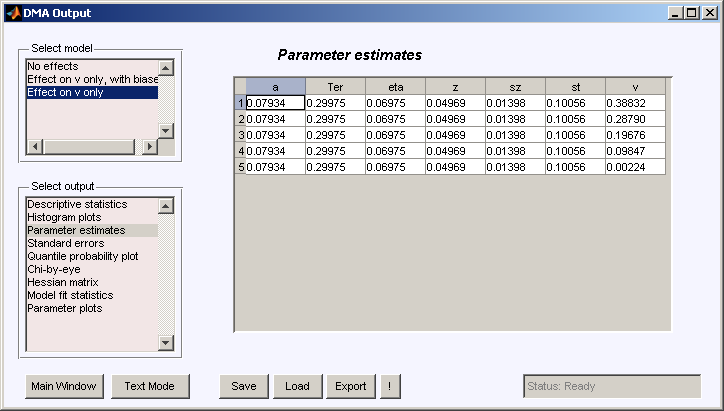 DMA Output
Select model
No effects
Effect on v only, with biase
Effect on v only
Select output
Descriptive statistics
Histogram plots
Parameter estimates
Standard errors
Quantile probability plot
Chi-by-eye
Hessian matrix
Model fit statistics
Parameter plots
Parameter estimates
a Ter eta z sz st v
1 0.07934 0.29975 0.06975 0.04969 0.01398 0.10056 0.38832
2 0.07934 0.29975 0.06975 0.04969 0.01398 0.10056 0.28790
3 0.07934 0.29975 0.06975 0.04969 0.01398 0.10056 0.19676
4 0.07934 0.29975 0.06975 0.04969 0.01398 0.10056 0.09847
5 0.07934 0.29975 0.06975 0.04969 0.01398 0.10056 0.00224
Main Window Text Mode Save Load Export ! Status: Ready